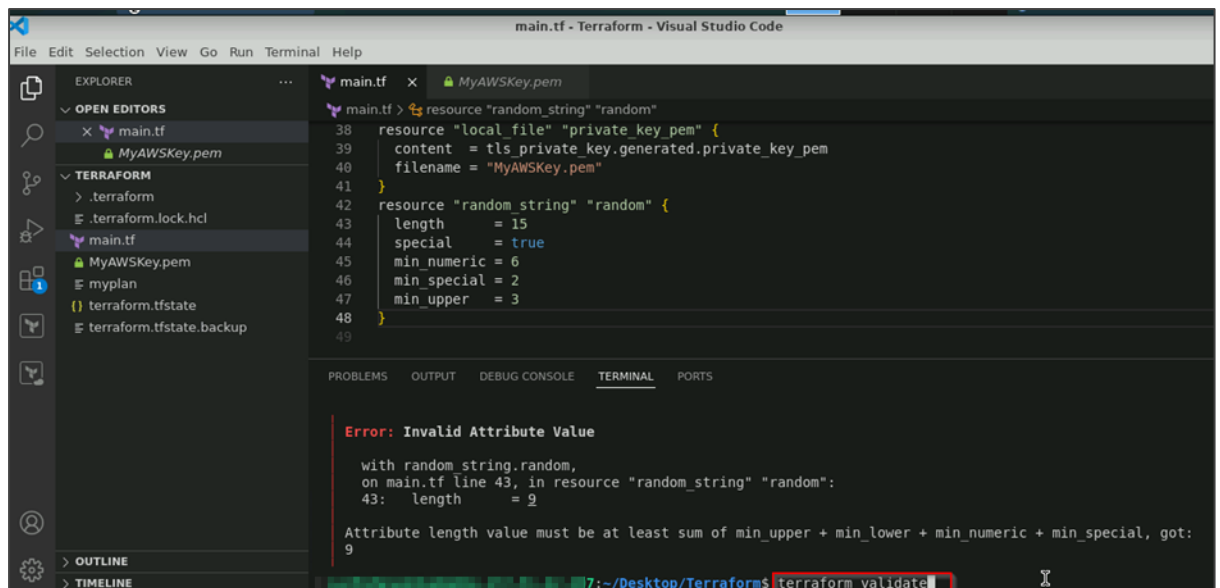 main.tf - Terraform - Visual Studio Code
File Edit Selection View Go Run Terminal Help
EXPLORER ...
OPEN EDITORS
main.tf
MyAWSKey.pem
TERRAFORM
.terraform
.terraform.lock.hcl
main.tf
MyAWSKey.pem
myplan
terraform.tfstate
terraform.tfstate.backup
OUTLINE
TIMELINE
1
main.tf MyAWSKey.pem
main.tf > resource "random_string" "random"
38 resource "local_file" "private_key_pem" {
39 content = tls_private_key.generated.private_key_pem
40 filename = "MyAWSKey.pem"
41 }
42 resource "random_string" "random" {
43 length = 15
44 special = true
45 min_numeric = 6
46 min_special = 2
47 min_upper = 3
48 }
49
PROBLEMS OUTPUT DEBUG CONSOLE TERMINAL PORTS
Error: Invalid Attribute Value
with random_string.random,
on main.tf line 43, in resource "random_string" "random":
43: length = 9
Attribute length value must be at least sum of min_upper + min_lower + min_numeric + min_special, got:
9
7:~/Desktop/Terraform$ terraform validate